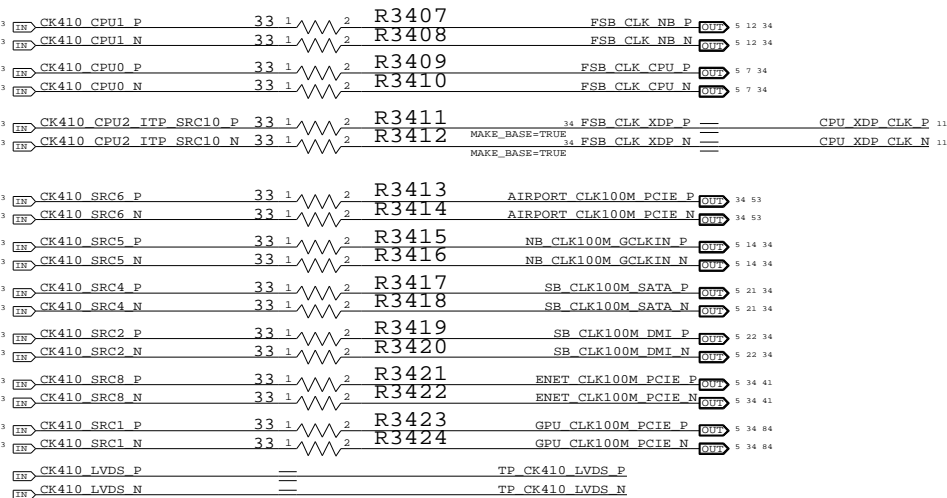 3 IN CK410_CPU1_P 33 1 2 R3407 FSB_CLK_NB_P OUT 5 12 34
3 IN CK410_CPU1_N 33 1 2 R3408 FSB_CLK_NB_N OUT 5 12 34
3 IN CK410_CPU0_P 33 1 2 R3409 FSB_CLK_CPU_P OUT 5 7 34
3 IN CK410_CPU0_N 33 1 2 R3410 FSB_CLK_CPU_N OUT 5 7 34
3 IN CK410_CPU2_ITP_SRC10_P 33 1 2 R3411 34 FSB_CLK_XDP_P CPU_XDP_CLK_P 11
MAKE_BASE=TRUE
3 IN CK410_CPU2_ITP_SRC10_N 33 1 2 R3412 34 FSB_CLK_XDP_N CPU_XDP_CLK_N 11
MAKE_BASE=TRUE
3 IN CK410_SRC6_P 33 1 2 R3413 AIRPORT_CLK100M_PCIE_P OUT 34 53
3 IN CK410_SRC6_N 33 1 2 R3414 AIRPORT_CLK100M_PCIE_N OUT 34 53
3 IN CK410_SRC5_P 33 1 2 R3415 NB_CLK100M_GCLKIN_P OUT 5 14 34
3 IN CK410_SRC5_N 33 1 2 R3416 NB_CLK100M_GCLKIN_N OUT 5 14 34
3 IN CK410_SRC4_P 33 1 2 R3417 SB_CLK100M_SATA_P OUT 5 21 34
3 IN CK410_SRC4_N 33 1 2 R3418 SB_CLK100M_SATA_N OUT 5 21 34
3 IN CK410_SRC2_P 33 1 2 R3419 SB_CLK100M_DMI_P OUT 5 22 34
3 IN CK410_SRC2_N 33 1 2 R3420 SB_CLK100M_DMI_N OUT 5 22 34
3 IN CK410_SRC8_P 33 1 2 R3421 ENET_CLK100M_PCIE_P OUT 5 34 41
3 IN CK410_SRC8_N 33 1 2 R3422 ENET_CLK100M_PCIE_N OUT 5 34 41
3 IN CK410_SRC1_P 33 1 2 R3423 GPU_CLK100M_PCIE_P OUT 5 34 84
3 IN CK410_SRC1_N 33 1 2 R3424 GPU_CLK100M_PCIE_N OUT 5 34 84
IN CK410_LVDS_P TP_CK410_LVDS_P
IN CK410_LVDS_N TP_CK410_LVDS_N